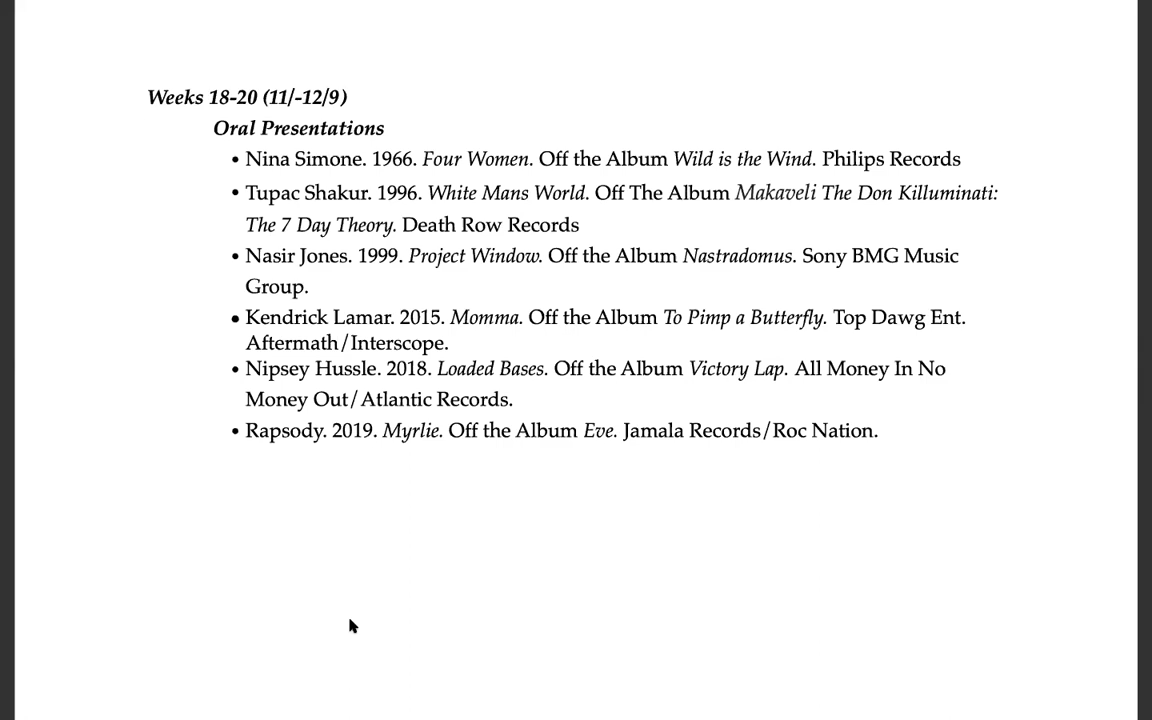 Weeks 18-20 (11/-12/9)
Oral Presentations
• Nina Simone. 1966. Four Women. Off the Album Wild is the Wind. Philips Records
• Tupac Shakur. 1996. White Mans World. Off The Album Makaveli The Don Killuminati:
The 7 Day Theory. Death Row Records
• Nasir Jones. 1999. Project Window. Off the Album Nastradomus. Sony BMG Music
Group.
• Kendrick Lamar. 2015. Momma. Off the Album To Pimp a Butterfly. Top Dawg Ent.
Aftermath/Interscope.
• Nipsey Hussle. 2018. Loaded Bases. Off the Album Victory Lap. All Money In No
Money Out/Atlantic Records.
• Rapsody. 2019. Myrlie. Off the Album Eve. Jamala Records/Roc Nation.